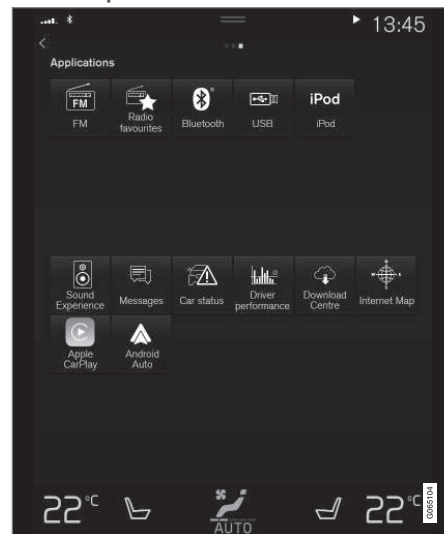 13:45
Applications
FM
iPod
FM
Radio
favourites
Bluetooth
USB
iPod
Sound
Experience
Messages
Car status
Driver
performance
Download
Centre
Internet Map
Apple
CarPlay
Android
Auto
22°C
AUTO
22°C
G065104